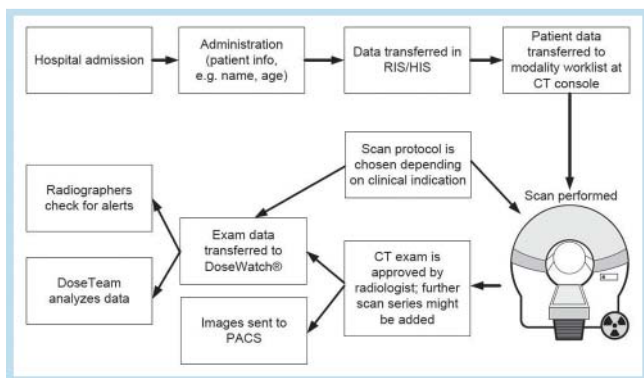 Hospital admission
Administration
(patient info,
e.g. name, age)
Data transferred in
RIS/HIS
Patient data
transferred to
modality worklist at
CT console
Scan protocol is
chosen depending
on clinical indication
Scan performed
Radiographers
check for alerts
Exam data
transferred to
DoseWatch®
CT exam is
approved by
radiologist; further
scan series might
be added
DoseTeam
analyzes data
Images sent to
PACS